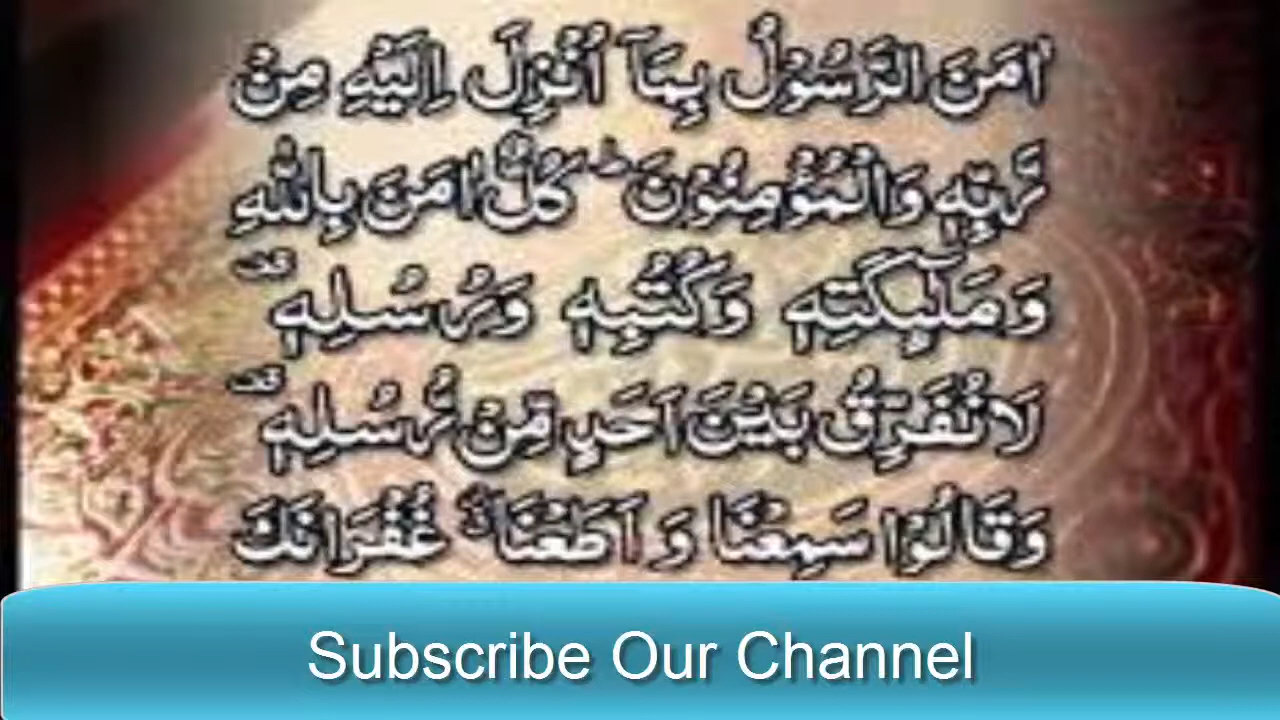 اٰمَنَ الرَّسُوْلُ بِمَآ اُنْزِلَ اِلَیْهِ مِنْ
رَّبِّهٖ وَالْمُؤْمِنُوْنَ ؕ كُلٌّ اٰمَنَ بِاللّٰهِ
وَمَلٰٓىِٕكَتِهٖ وَكُتُبِهٖ وَرُسُلِهٖ ۫
لَا نُفَرِّقُ بَیْنَ اَحَدٍ مِّنْ رُّسُلِهٖ ۫
وَقَالُوْا سَمِعْنَا وَاَطَعْنَا ۫ غُفْرَانَكَ
Subscribe Our Channel